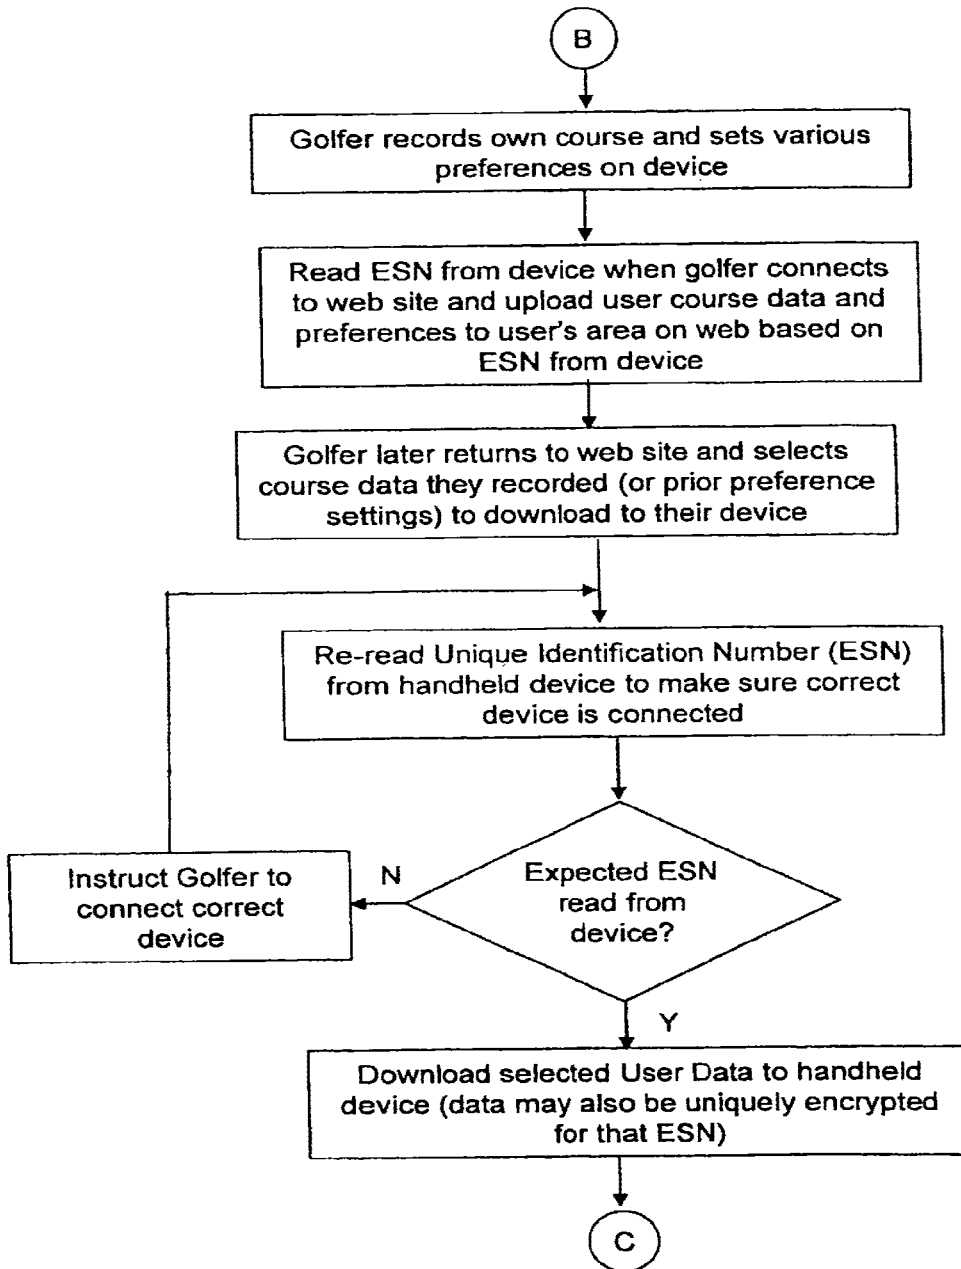 B
Golfer records own course and sets various
preferences on device
Read ESN from device when golfer connects
to web site and upload user course data and
preferences to user's area on web based on
ESN from device
Golfer later returns to web site and selects
course data they recorded (or prior preference
settings) to download to their device
Re-read Unique Identification Number (ESN)
from handheld device to make sure correct
device is connected
Expected ESN
read from
device?
N
Instruct Golfer to
connect correct
device
Y
Download selected User Data to handheld
device (data may also be uniquely encrypted
for that ESN)
C